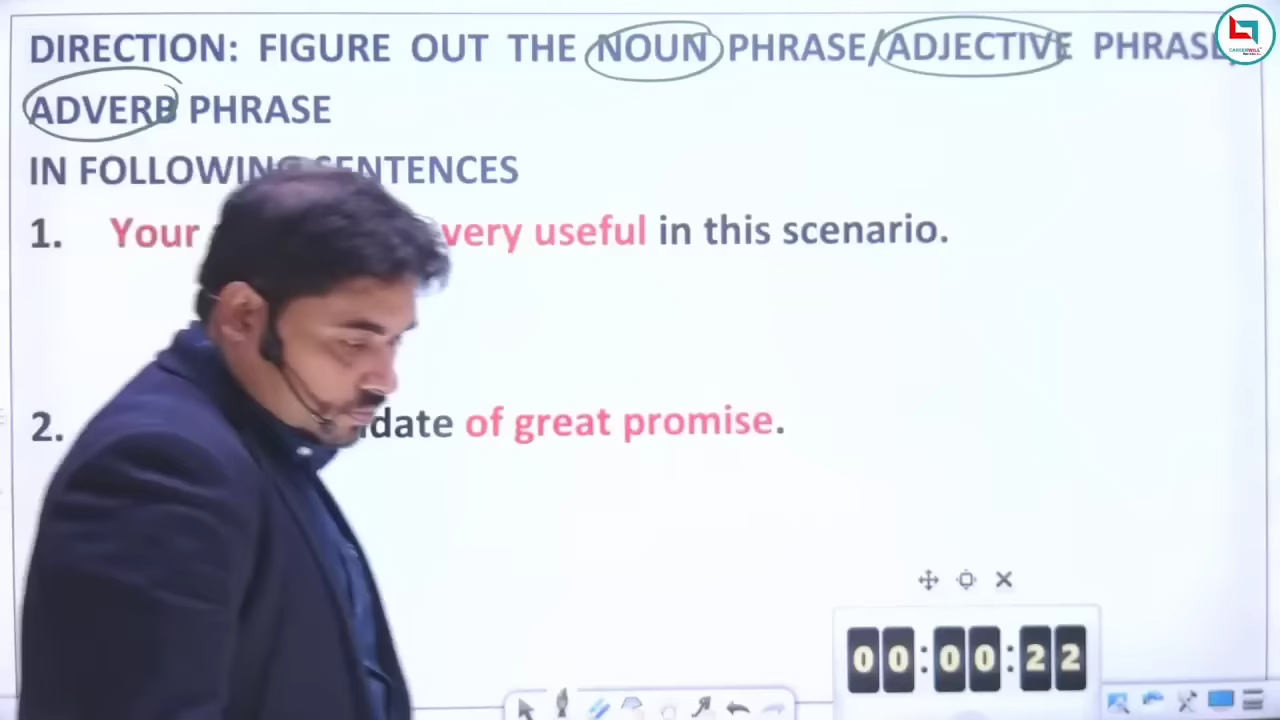 DIRECTION: FIGURE OUT THE NOUN PHRASE/ADJECTIVE PHRASE/
ADVERB PHRASE
IN FOLLOWING SENTENCES
1. Your very useful in this scenario.
2. of great promise.
00:00:22
CAREERWILL